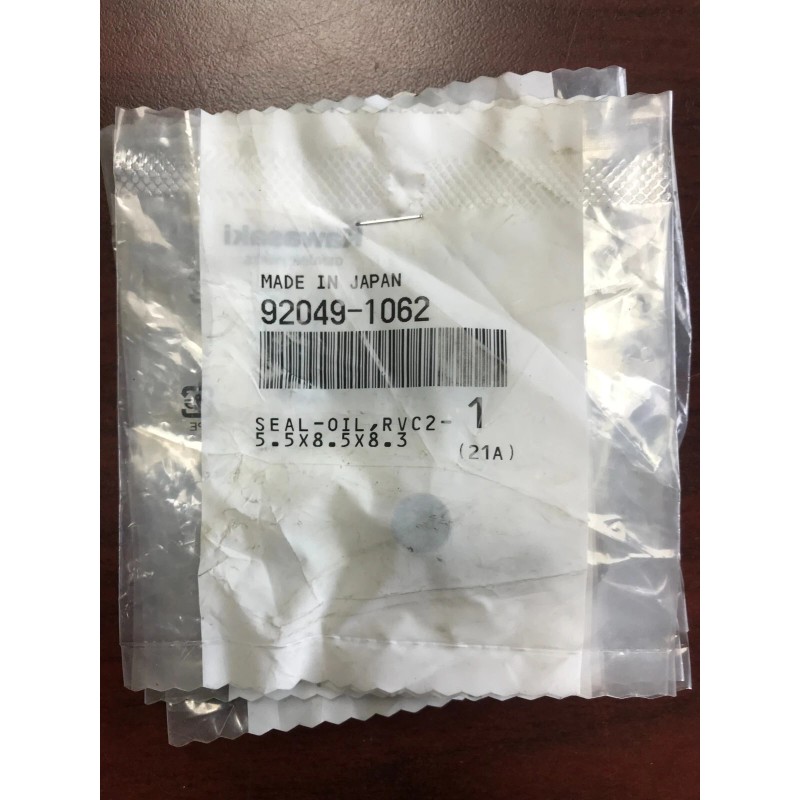 Kawasaki
MADE IN JAPAN
92049-1062
SEAL-OIL,RVC2- 1
5.5X8.5X8.3
(21A)